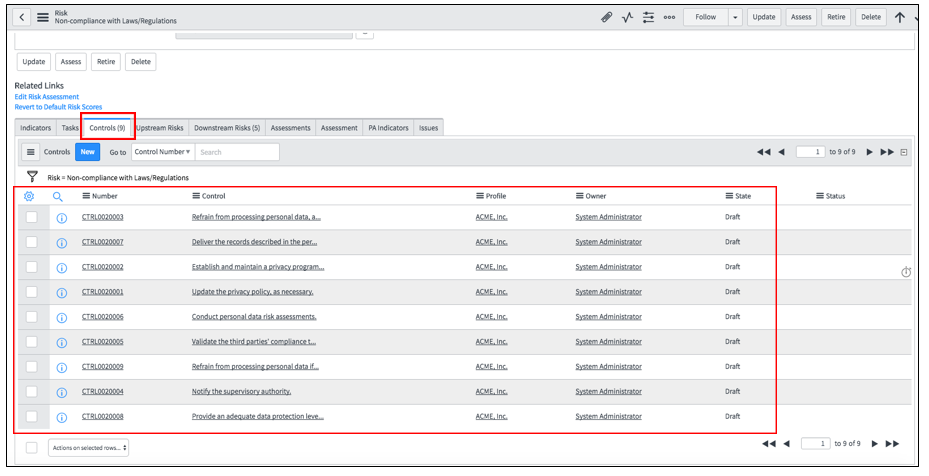 Risk
Non-compliance with Laws/Regulations
Follow Update Assess Retire Delete
Update Assess Retire Delete
Related Links
Edit Risk Assessment
Revert to Default Risk Scores
Indicators Tasks Controls (9) Upstream Risks Downstream Risks (5) Assessments Assessment PA Indicators Issues
Controls New Go to Control Number Search 1 to 9 of 9
Risk = Non-compliance with Laws/Regulations
Number Control Profile Owner State Status
CTRL0020003 Refrain from processing personal data, a... ACME, Inc. System Administrator Draft
CTRL0020007 Deliver the records described in the per... ACME, Inc. System Administrator Draft
CTRL0020002 Establish and maintain a privacy program... ACME, Inc. System Administrator Draft
CTRL0020001 Update the privacy policy, as necessary. ACME, Inc. System Administrator Draft
CTRL0020006 Conduct personal data risk assessments. ACME, Inc. System Administrator Draft
CTRL0020005 Validate the third parties' compliance t... ACME, Inc. System Administrator Draft
CTRL0020009 Refrain from processing personal data if... ACME, Inc. System Administrator Draft
CTRL0020004 Notify the supervisory authority. ACME, Inc. System Administrator Draft
CTRL0020008 Provide an adequate data protection leve... ACME, Inc. System Administrator Draft
Actions on selected rows... 1 to 9 of 9